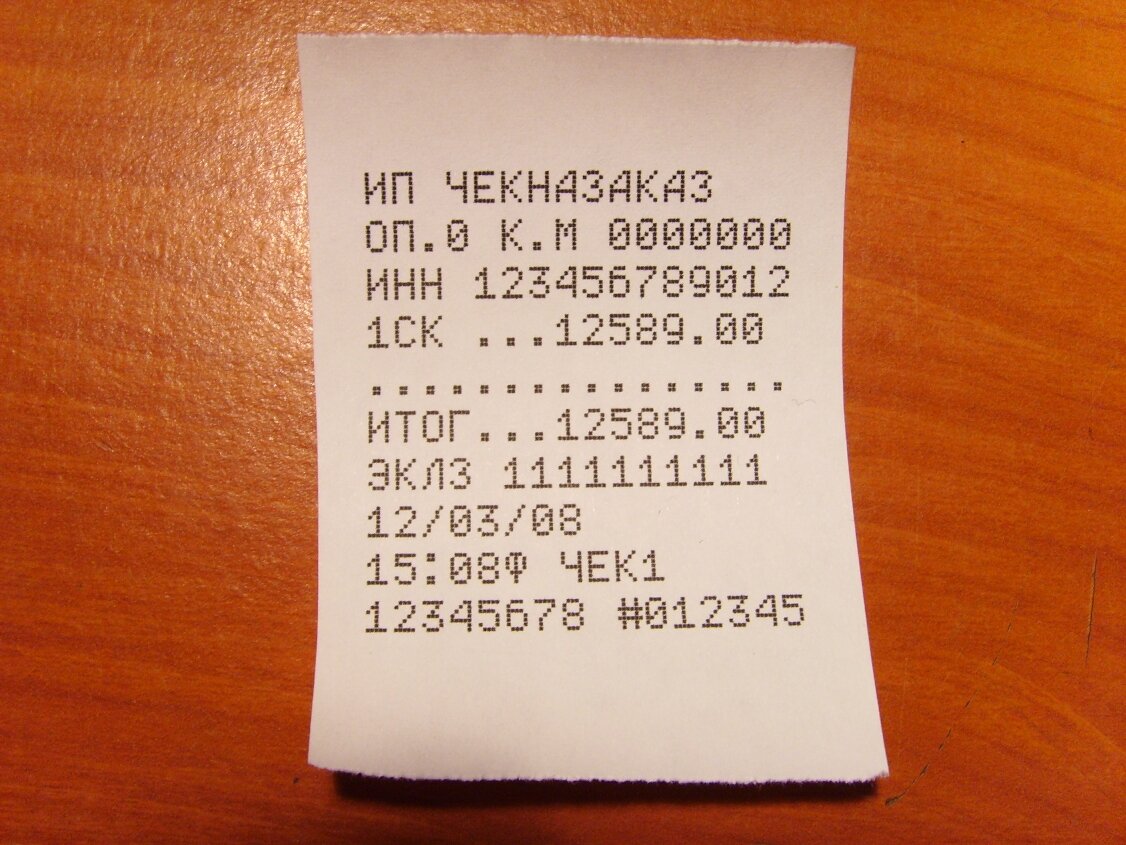 ИП ЧЕКНАЗАКАЗ
ОП.0 К.М 0000000
ИНН 123456789012
1СК ...12589.00
................
ИТОГ...12589.00
ЭКЛЗ 1111111111
12/03/08
15:08Ф ЧЕК1
12345678 #012345